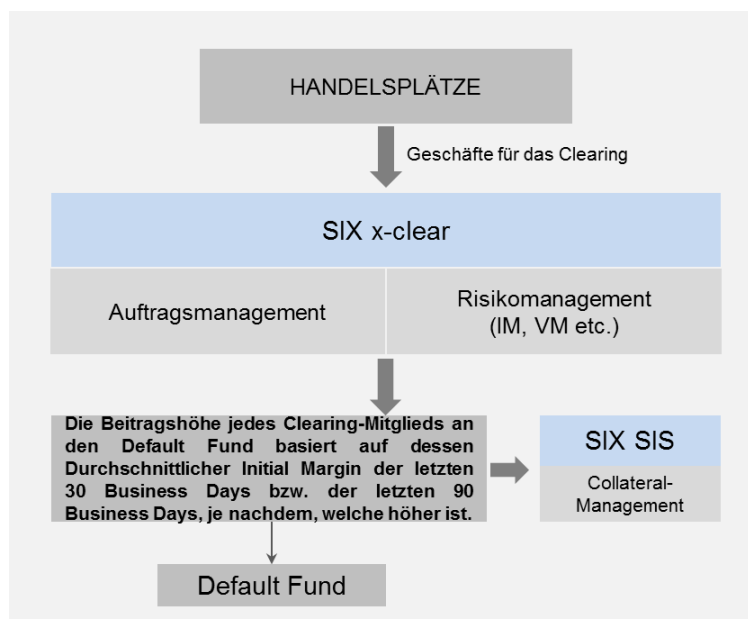 HANDELSPLÄTZE
Geschäfte für das Clearing
SIX x-clear
Auftragsmanagement
Risikomanagement
(IM, VM etc.)
Die Beitragshöhe jedes Clearing-Mitglieds an
den Default Fund basiert auf dessen
Durchschnittlicher Initial Margin der letzten
30 Business Days bzw. der letzten 90
Business Days, je nachdem, welche höher ist.
SIX SIS
Collateral-
Management
Default Fund